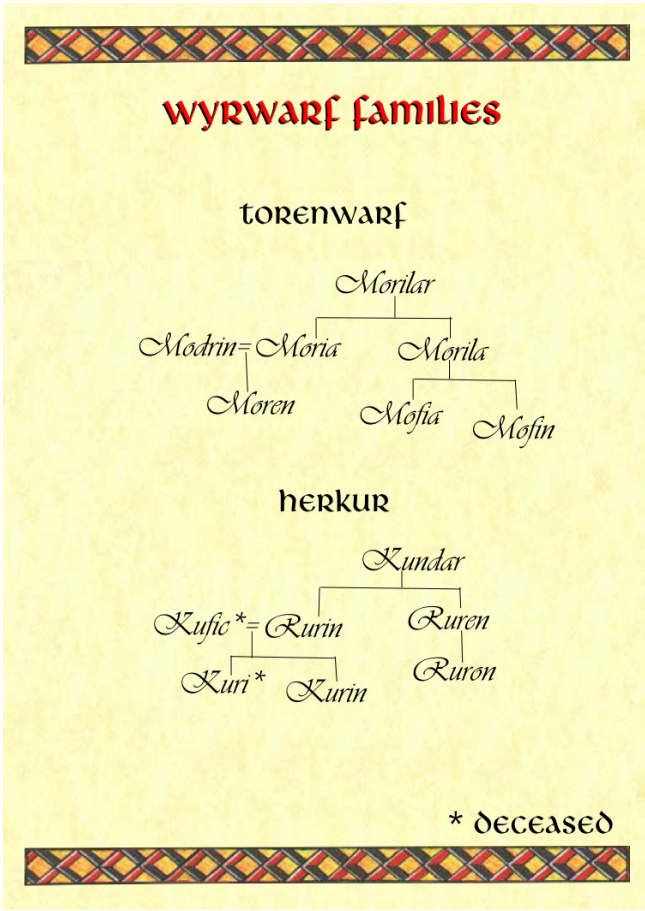 WYRWARF FAMILIES
TORENWARF
Morilar
Modrin = Moria Morila
Moren Mofia Mofin
HERKUR
Kundar
Kufic * = Rurin Ruren
Kuri * Kurin Ruron
* DECEASED